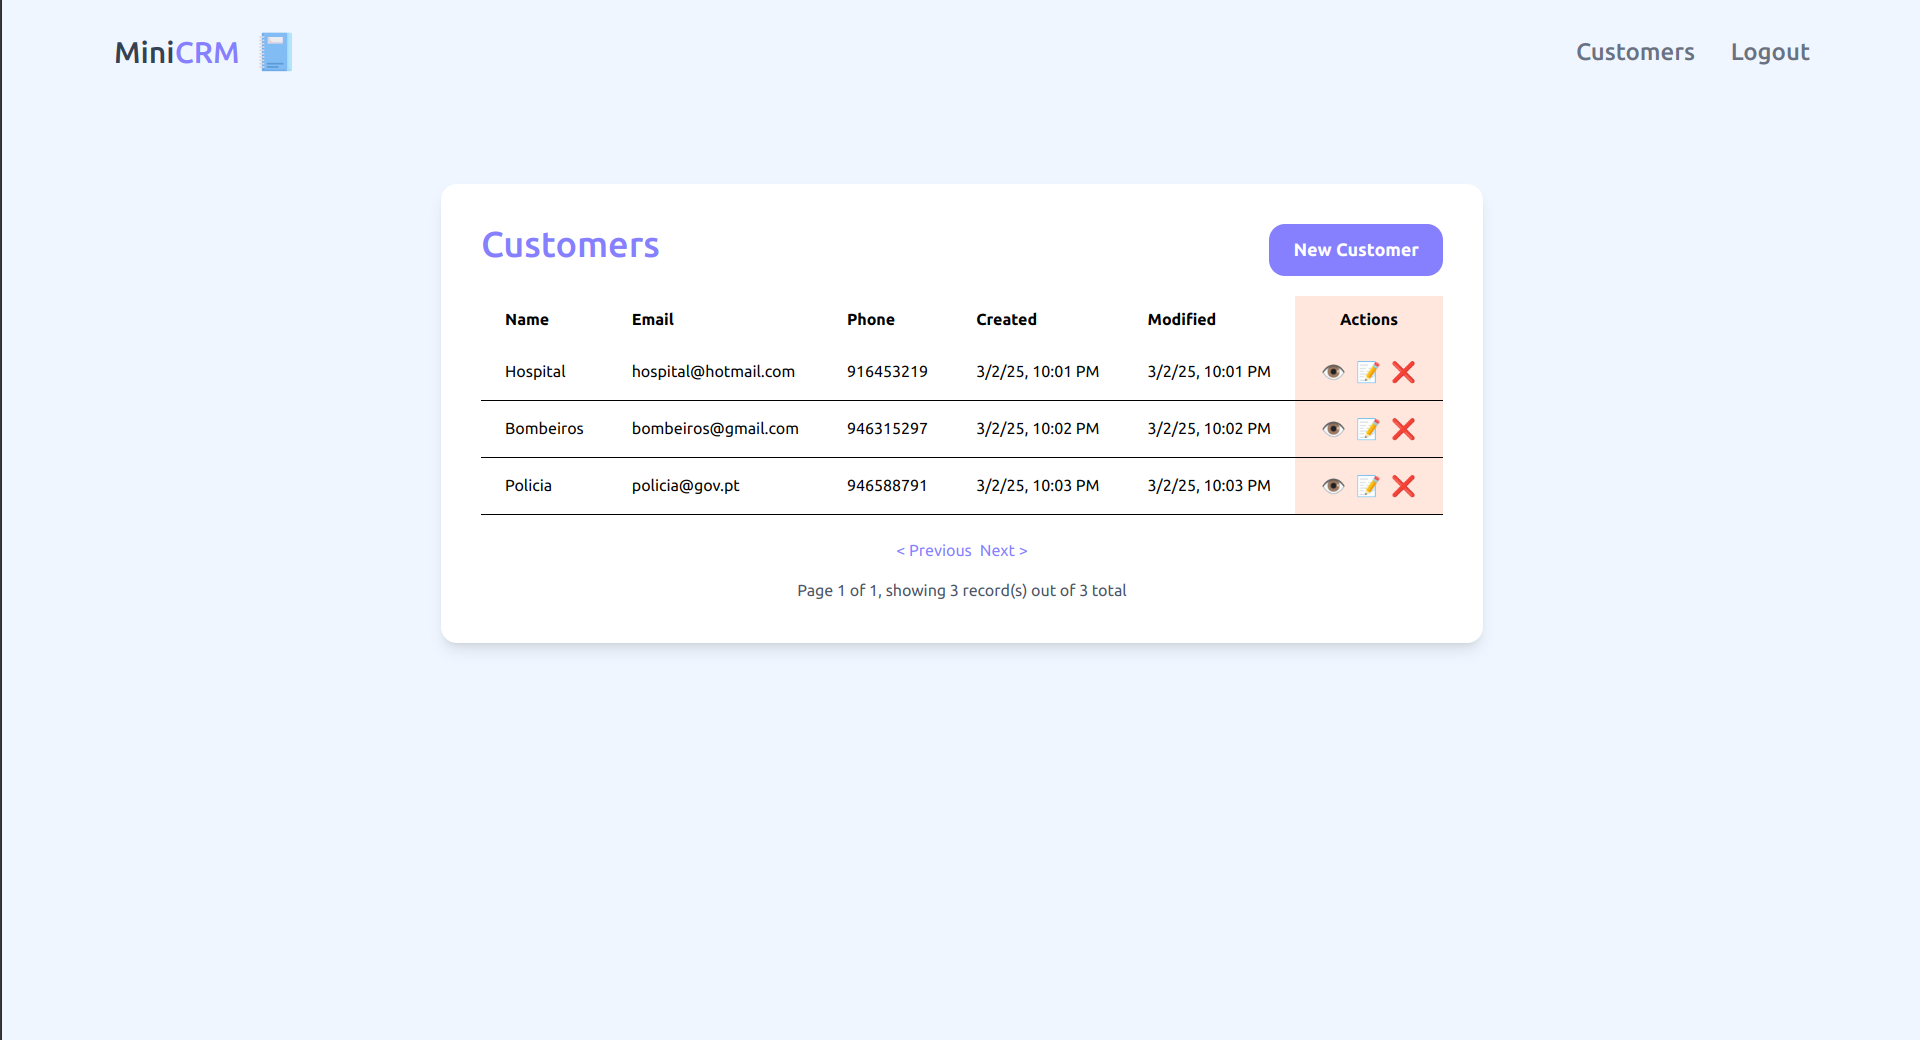 MiniCRM
Customers Logout
Customers
New Customer
Name Email Phone Created Modified Actions
Hospital hospital@hotmail.com 916453219 3/2/25, 10:01 PM 3/2/25, 10:01 PM
Bombeiros bombeiros@gmail.com 946315297 3/2/25, 10:02 PM 3/2/25, 10:02 PM
Policia policia@gov.pt 946588791 3/2/25, 10:03 PM 3/2/25, 10:03 PM
< Previous Next >
Page 1 of 1, showing 3 record(s) out of 3 total